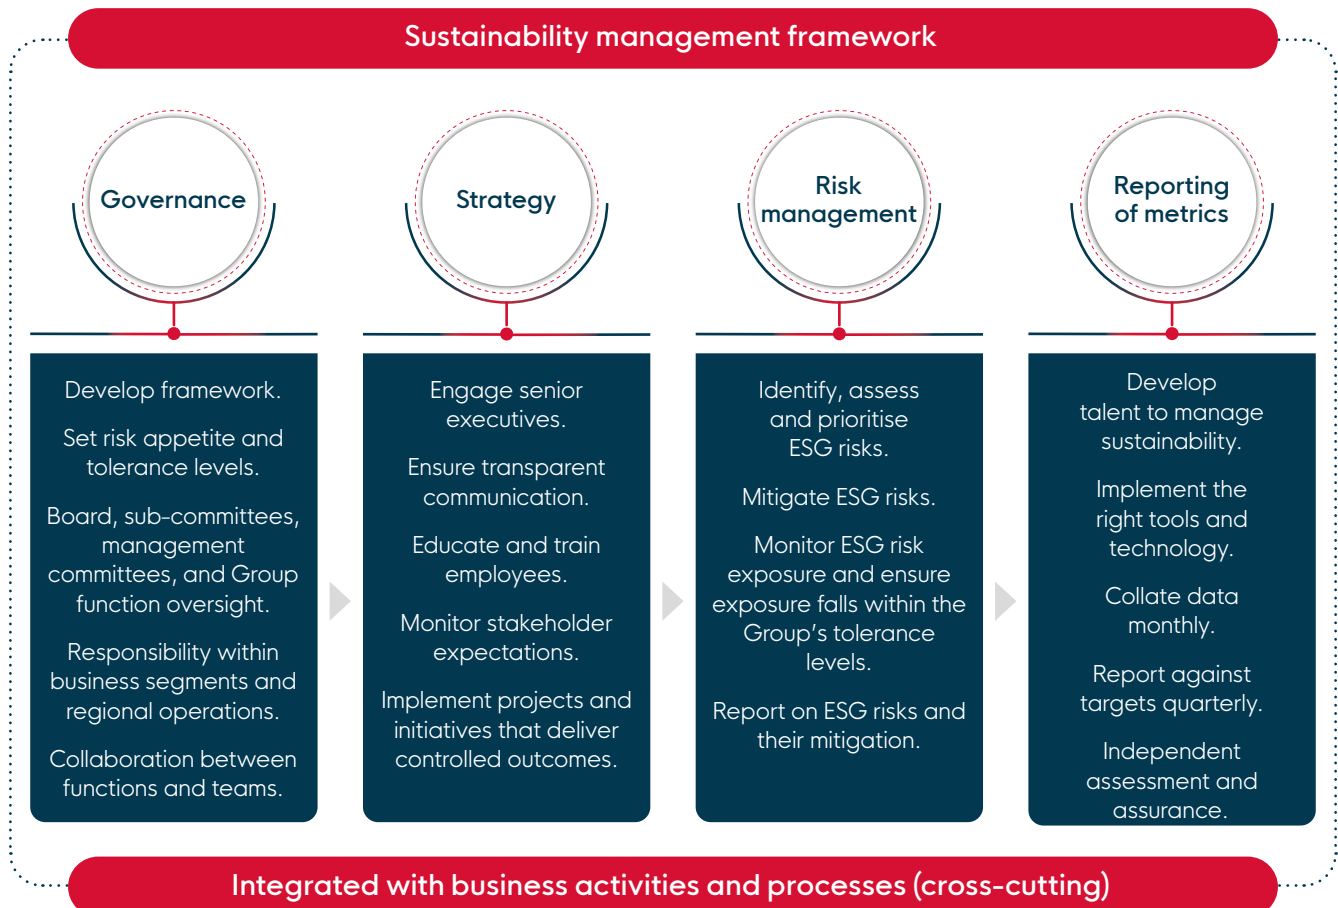 Sustainability management framework
Governance
Develop framework.
Set risk appetite and
tolerance levels.
Board, sub-committees,
management
committees, and Group
function oversight.
Responsibility within
business segments and
regional operations.
Collaboration between
functions and teams.
Strategy
Engage senior
executives.
Ensure transparent
communication.
Educate and train
employees.
Monitor stakeholder
expectations.
Implement projects and
initiatives that deliver
controlled outcomes.
Risk
management
Identify, assess
and prioritise
ESG risks.
Mitigate ESG risks.
Monitor ESG risk
exposure and ensure
exposure falls within the
Group's tolerance
levels.
Report on ESG risks and
their mitigation.
Reporting
of metrics
Develop
talent to manage
sustainability.
Implement the
right tools and
technology.
Collate data
monthly.
Report against
targets quarterly.
Independent
assessment and
assurance.
Integrated with business activities and processes (cross-cutting)